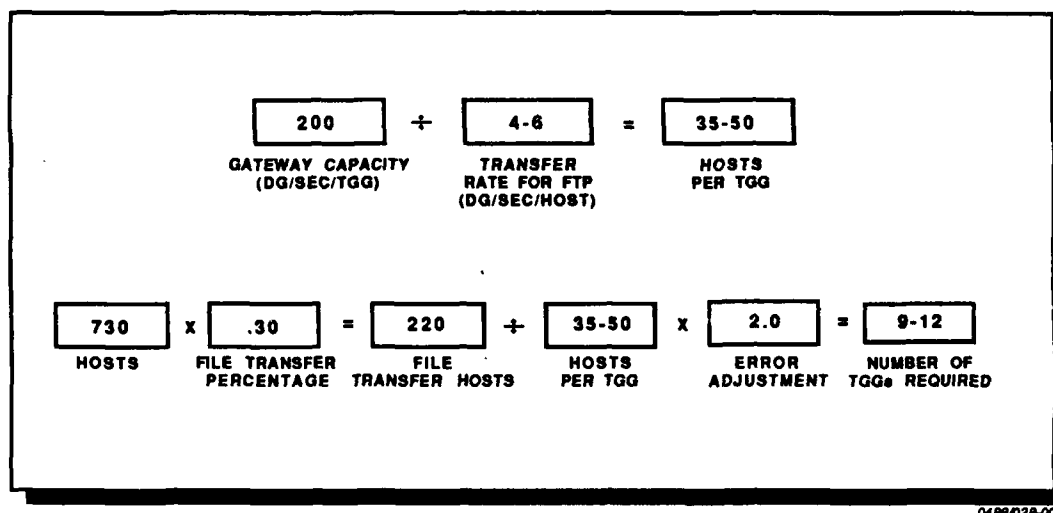 200 ÷ 4-6 = 35-50
GATEWAY CAPACITY (DG/SEC/TGG)
TRANSFER RATE FOR FTP (DG/SEC/HOST)
HOSTS PER TGG
730 x .30 = 220 ÷ 35-50 x 2.0 = 9-12
HOSTS
FILE TRANSFER PERCENTAGE
FILE TRANSFER HOSTS
HOSTS PER TGG
ERROR ADJUSTMENT
NUMBER OF TGGs REQUIRED